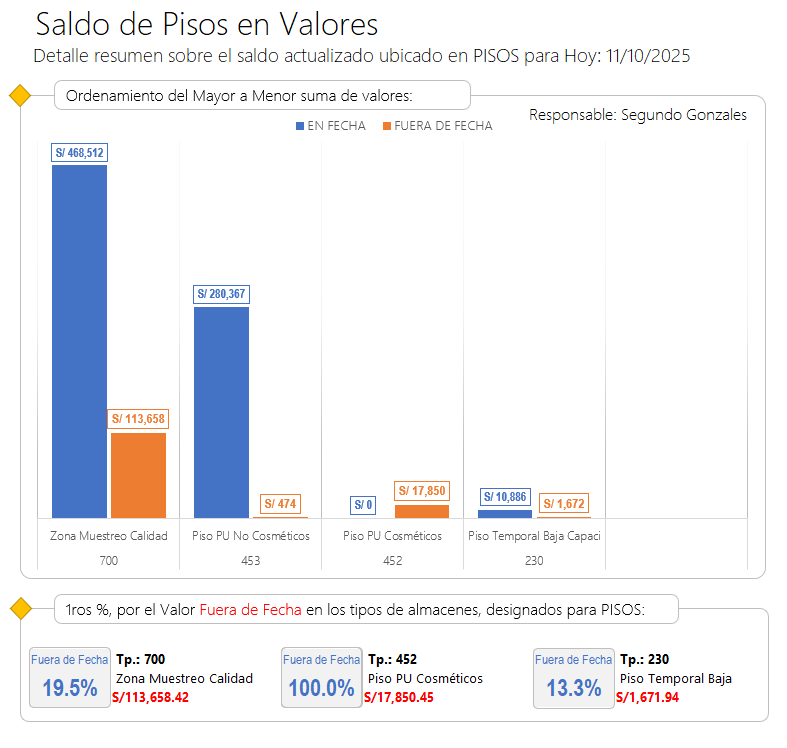 Saldo de Pisos en Valores
Detalle resumen sobre el saldo actualizado ubicado en PISOS para Hoy: 11/10/2025
Ordenamiento del Mayor a Menor suma de valores:
Responsable: Segundo Gonzales
EN FECHA
FUERA DE FECHA
S/ 468,512
S/ 113,658
S/ 280,367
S/ 474
S/ 0
S/ 17,850
S/ 10,886
S/ 1,672
Zona Muestreo Calidad
Piso PU No Cosméticos
Piso PU Cosméticos
Piso Temporal Baja Capaci
700
453
452
230
1ros %, por el Valor Fuera de Fecha en los tipos de almacenes, designados para PISOS:
Fuera de Fecha
19.5%
Tp.: 700
Zona Muestreo Calidad
S/113,658.42
Fuera de Fecha
100.0%
Tp.: 452
Piso PU Cosméticos
S/17,850.45
Fuera de Fecha
13.3%
Tp.: 230
Piso Temporal Baja
S/1,671.94